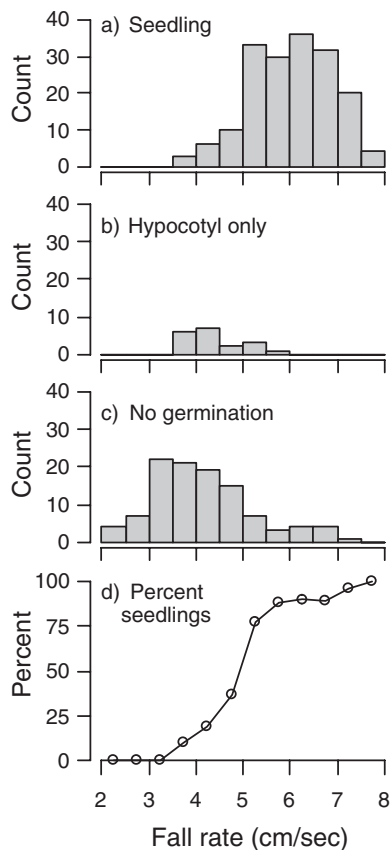 a) Seedling
Count
40
30
20
10
0
b) Hypocotyl only
Count
40
30
20
10
0
c) No germination
Count
40
30
20
10
0
d) Percent
seedlings
Percent
100
75
50
25
0
2 3 4 5 6 7 8
Fall rate (cm/sec)